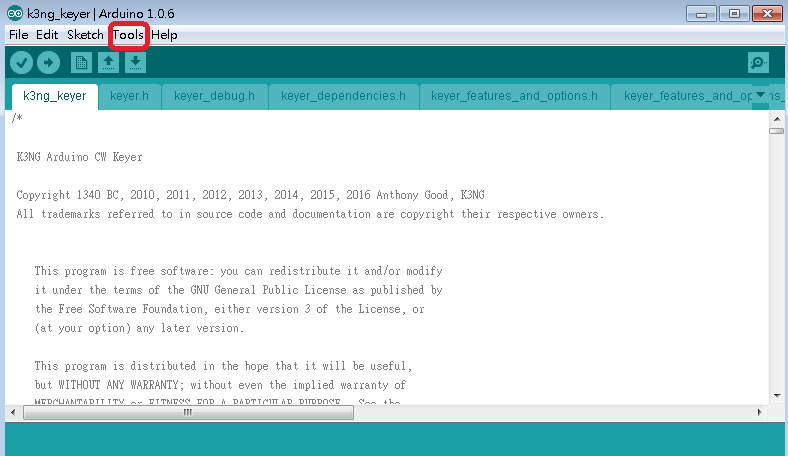 k3ng_keyer | Arduino 1.0.6
File Edit Sketch Tools Help
k3ng_keyer keyer.h keyer_debug.h keyer_dependencies.h keyer_features_and_options.h keyer_features_and_op
/*
K3NG Arduino CW Keyer
Copyright 1340 BC, 2010, 2011, 2012, 2013, 2014, 2015, 2016 Anthony Good, K3NG
All trademarks referred to in source code and documentation are copyright their respective owners.
This program is free software: you can redistribute it and/or modify
it under the terms of the GNU General Public License as published by
the Free Software Foundation, either version 3 of the License, or
(at your option) any later version.
This program is distributed in the hope that it will be useful,
but WITHOUT ANY WARRANTY; without even the implied warranty of
MERCHANTABILITY or FITNESS FOR A PARTICULAR PURPOSE. See the